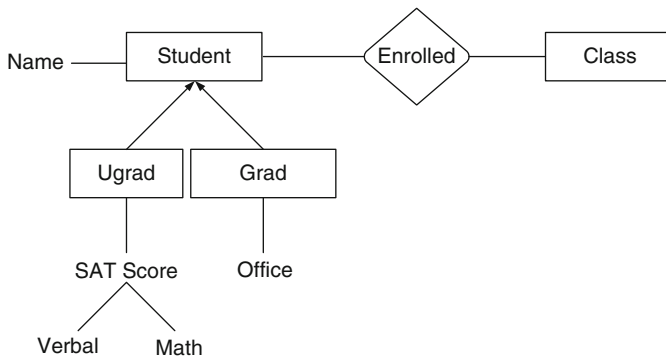 Name
Student
Enrolled
Class
Ugrad
Grad
SAT Score
Office
Verbal
Math